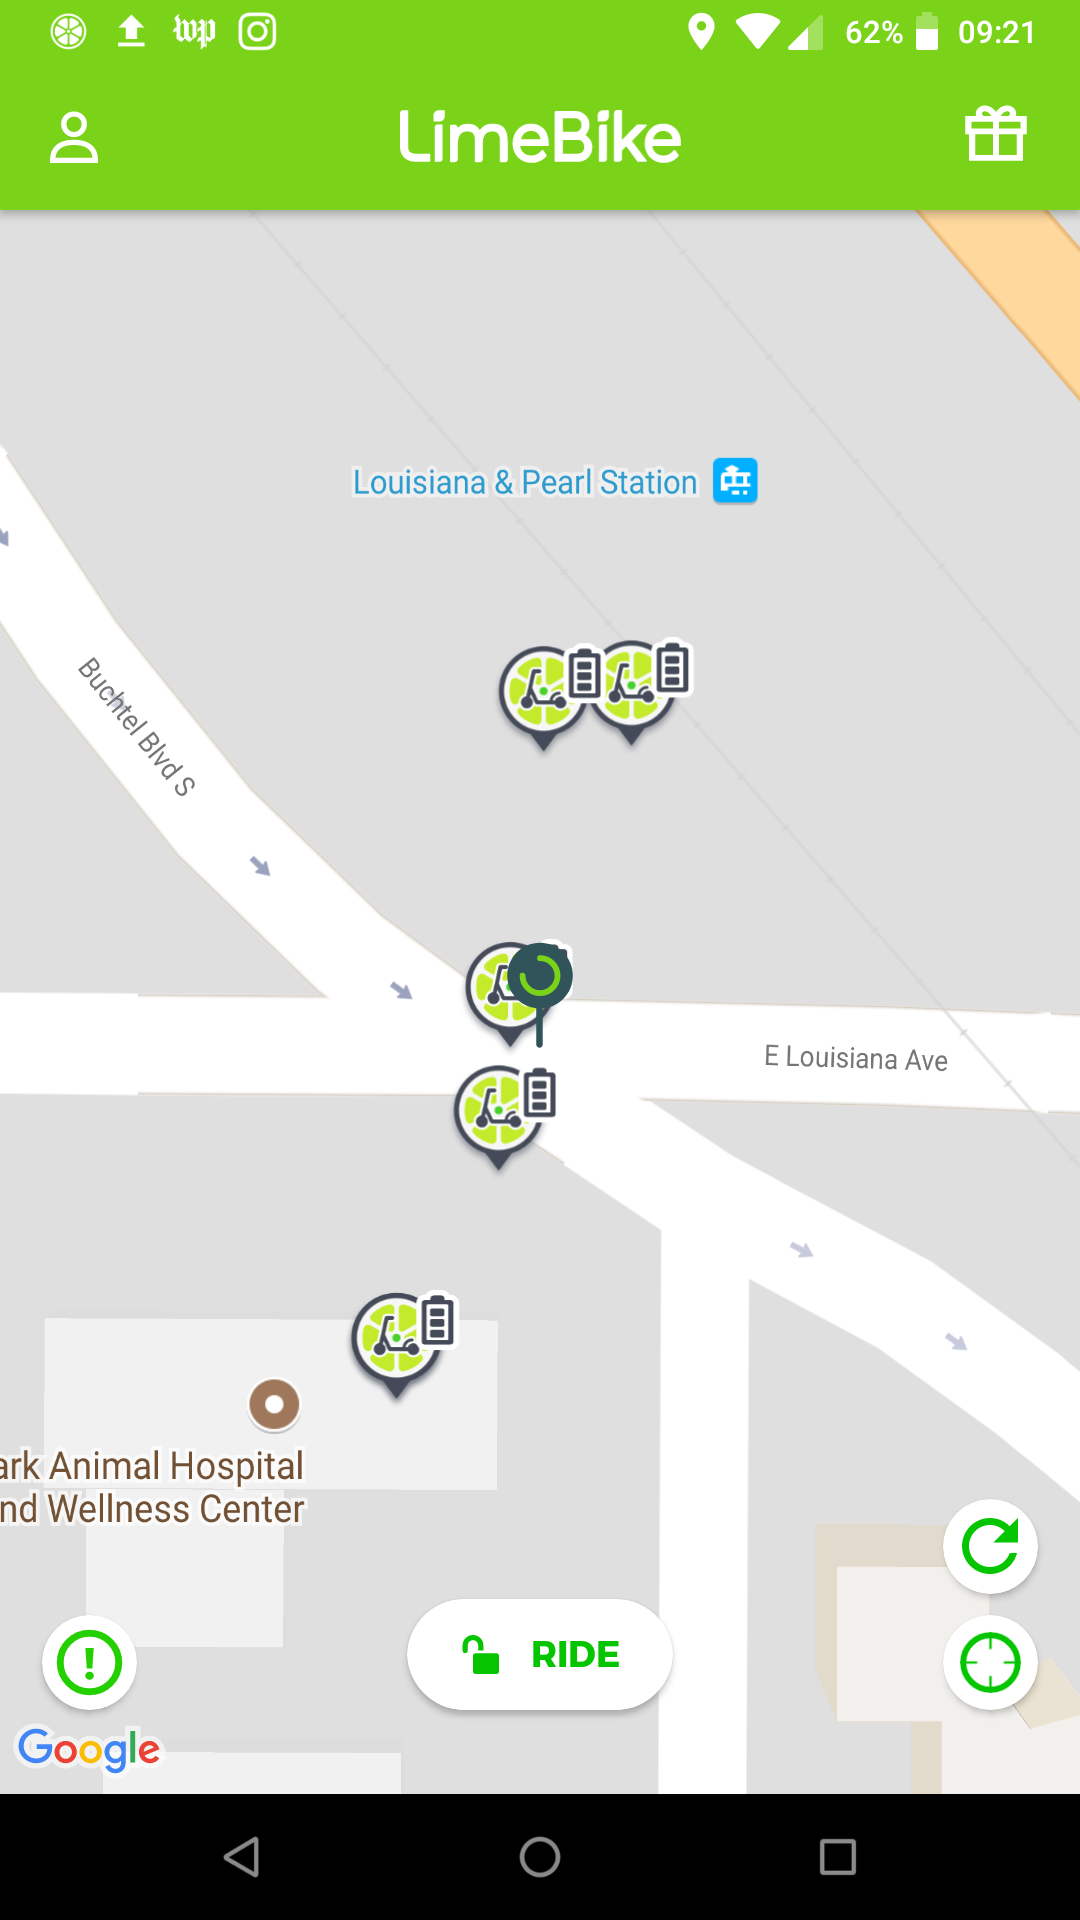 62% 09:21
LimeBike
Louisiana & Pearl Station
Buchtel Blvd S
E Louisiana Ave
ark Animal Hospital
nd Wellness Center
! RIDE
Google